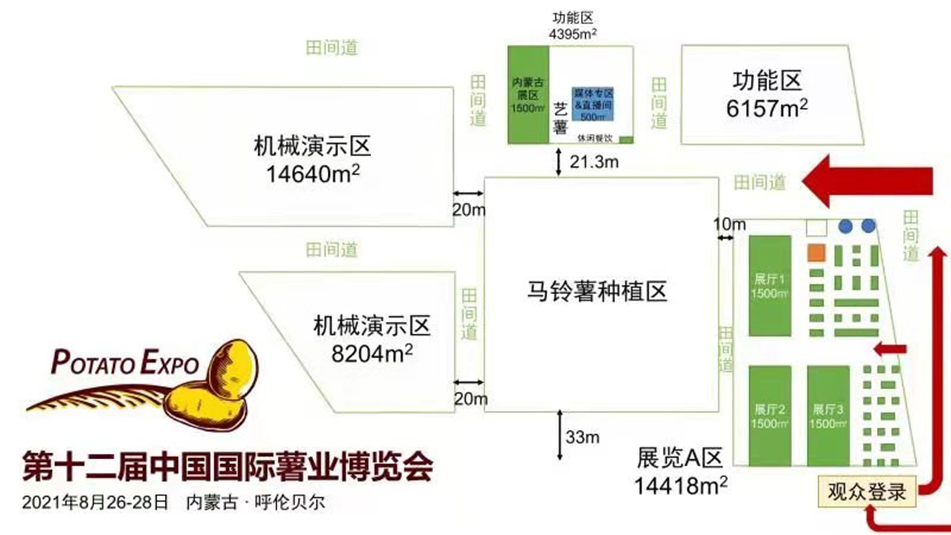 功能区
4395m²
田间道
田间道
内蒙古
展区
1500㎡
艺薯
媒体专区
&直播间
500㎡
休闲餐饮
田间道
功能区
6157m²
机械演示区
14640m²
21.3m
田间道
20m
10m
田间道
田间道
机械演示区
8204m²
田间道
马铃薯种植区
展厅1
1500㎡
田间道
POTATO EXPO
20m
展厅2
1500㎡
展厅3
1500㎡
33m
展览A区
14418m²
第十二届中国国际薯业博览会
2021年8月26-28日 内蒙古 · 呼伦贝尔
观众登录